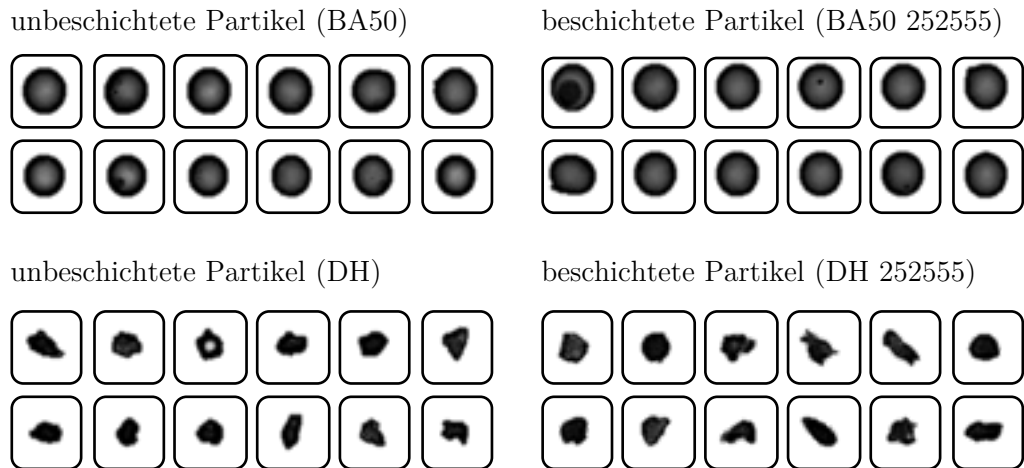 unbeschichtete Partikel (BA50)
beschichtete Partikel (BA50 252555)
unbeschichtete Partikel (DH)
beschichtete Partikel (DH 252555)